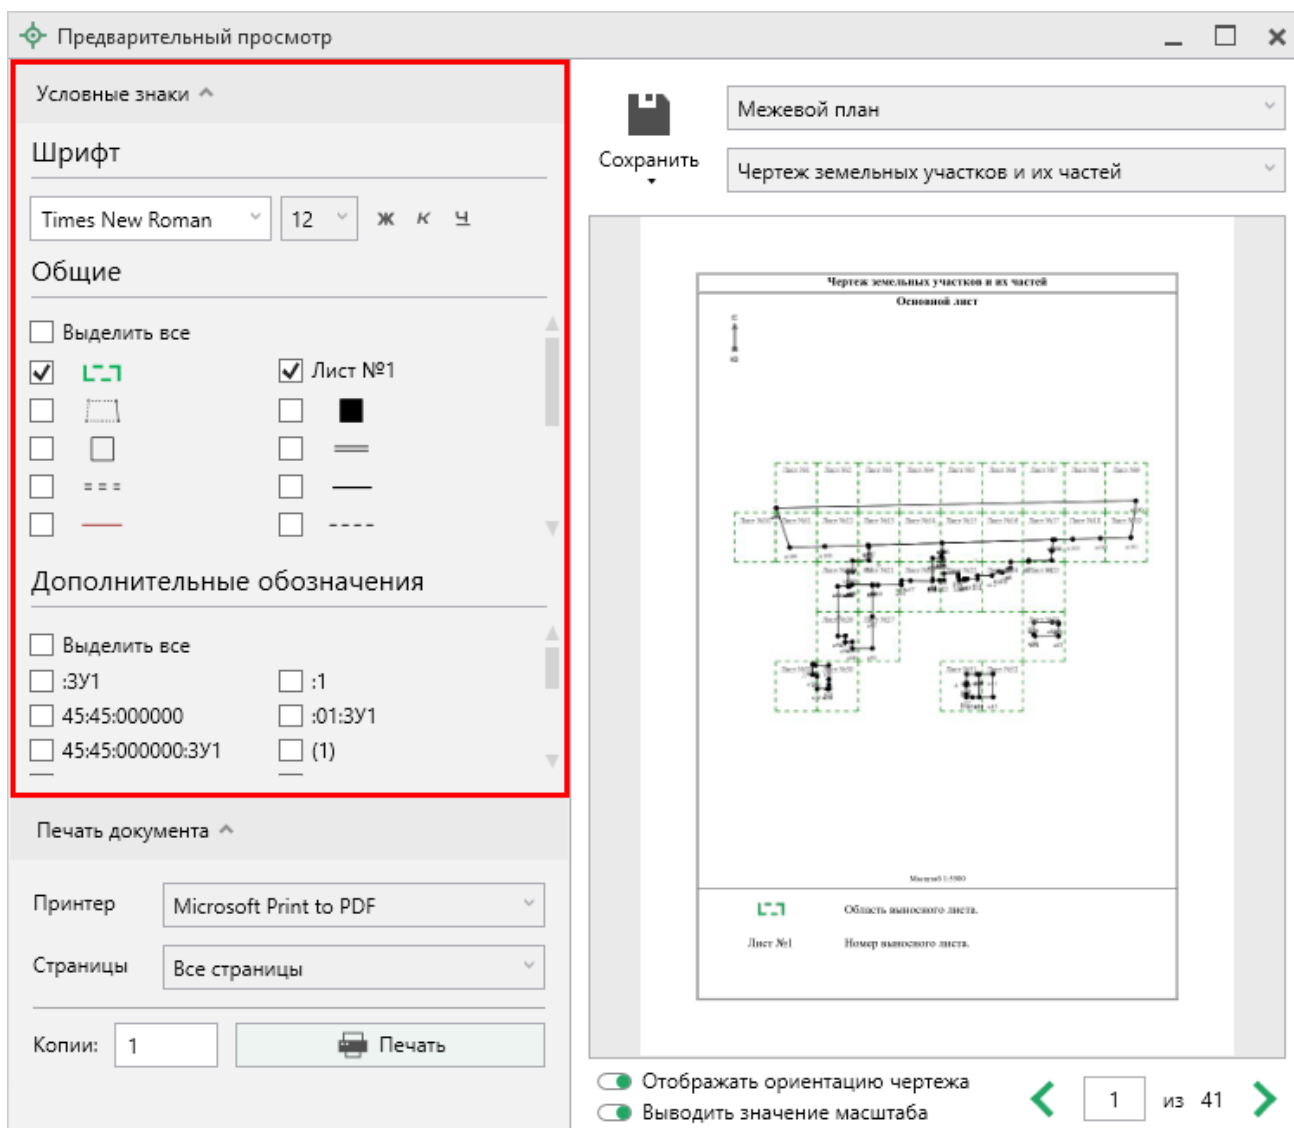 Предварительный просмотр
Условные знаки
Шрифт
Times New Roman 12 Ж К Ч
Общие
Выделить все
Лист №1
Дополнительные обозначения
Выделить все
:ЗУ1 :1
45:45:000000 :01:ЗУ1
45:45:000000:ЗУ1 (1)
Печать документа
Принтер Microsoft Print to PDF
Страницы Все страницы
Копии: 1 Печать
Сохранить
Межевой план
Чертеж земельных участков и их частей
Чертеж земельных участков и их частей
Основной лист
Масштаб 1:5500
Область выносного листа.
Лист №1 Номер выносного листа.
Отображать ориентацию чертежа
Выводить значение масштаба
1 из 41